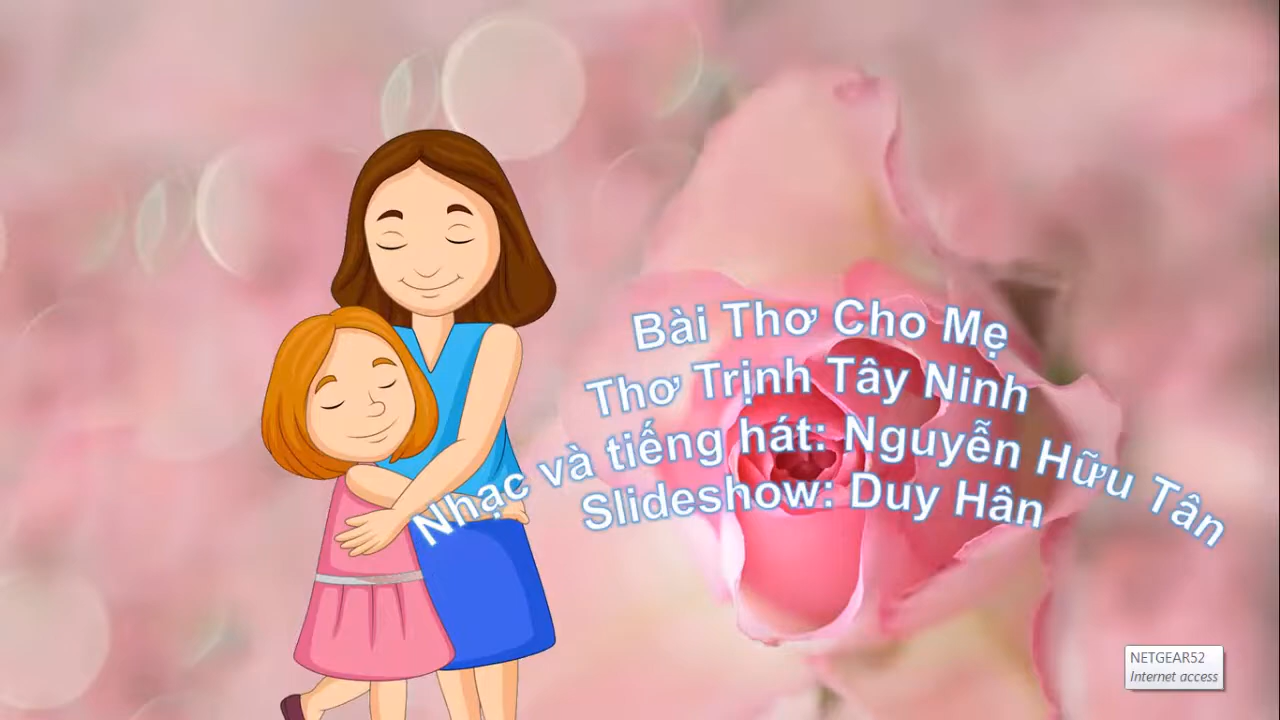 Bài Thơ Cho Mẹ
Thơ Trịnh Tây Ninh
Nhạc và tiếng hát: Nguyễn Hữu Tân
Slideshow: Duy Hân
NETGEAR52
Internet access